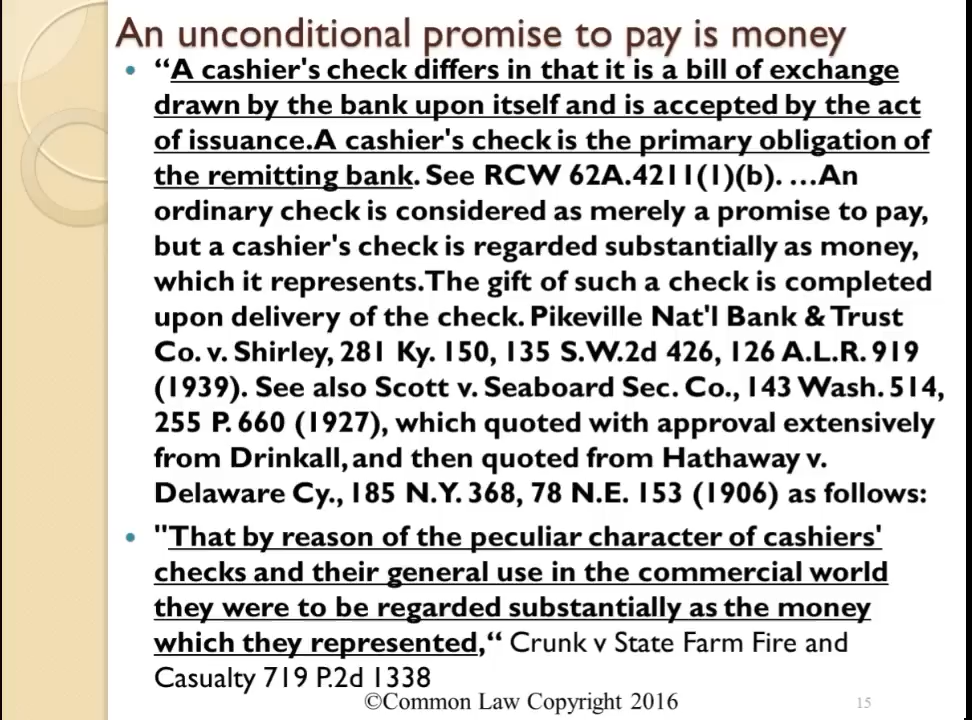 An unconditional promise to pay is money
• “A cashier's check differs in that it is a bill of exchange
drawn by the bank upon itself and is accepted by the act
of issuance. A cashier's check is the primary obligation of
the remitting bank. See RCW 62A.4211(1)(b). …An
ordinary check is considered as merely a promise to pay,
but a cashier's check is regarded substantially as money,
which it represents. The gift of such a check is completed
upon delivery of the check. Pikeville Nat'l Bank & Trust
Co. v. Shirley, 281 Ky. 150, 135 S.W.2d 426, 126 A.L.R. 919
(1939). See also Scott v. Seaboard Sec. Co., 143 Wash. 514,
255 P. 660 (1927), which quoted with approval extensively
from Drinkall, and then quoted from Hathaway v.
Delaware Cy., 185 N.Y. 368, 78 N.E. 153 (1906) as follows:
• "That by reason of the peculiar character of cashiers'
checks and their general use in the commercial world
they were to be regarded substantially as the money
which they represented,“ Crunk v State Farm Fire and
Casualty 719 P.2d 1338
©Common Law Copyright 2016
15